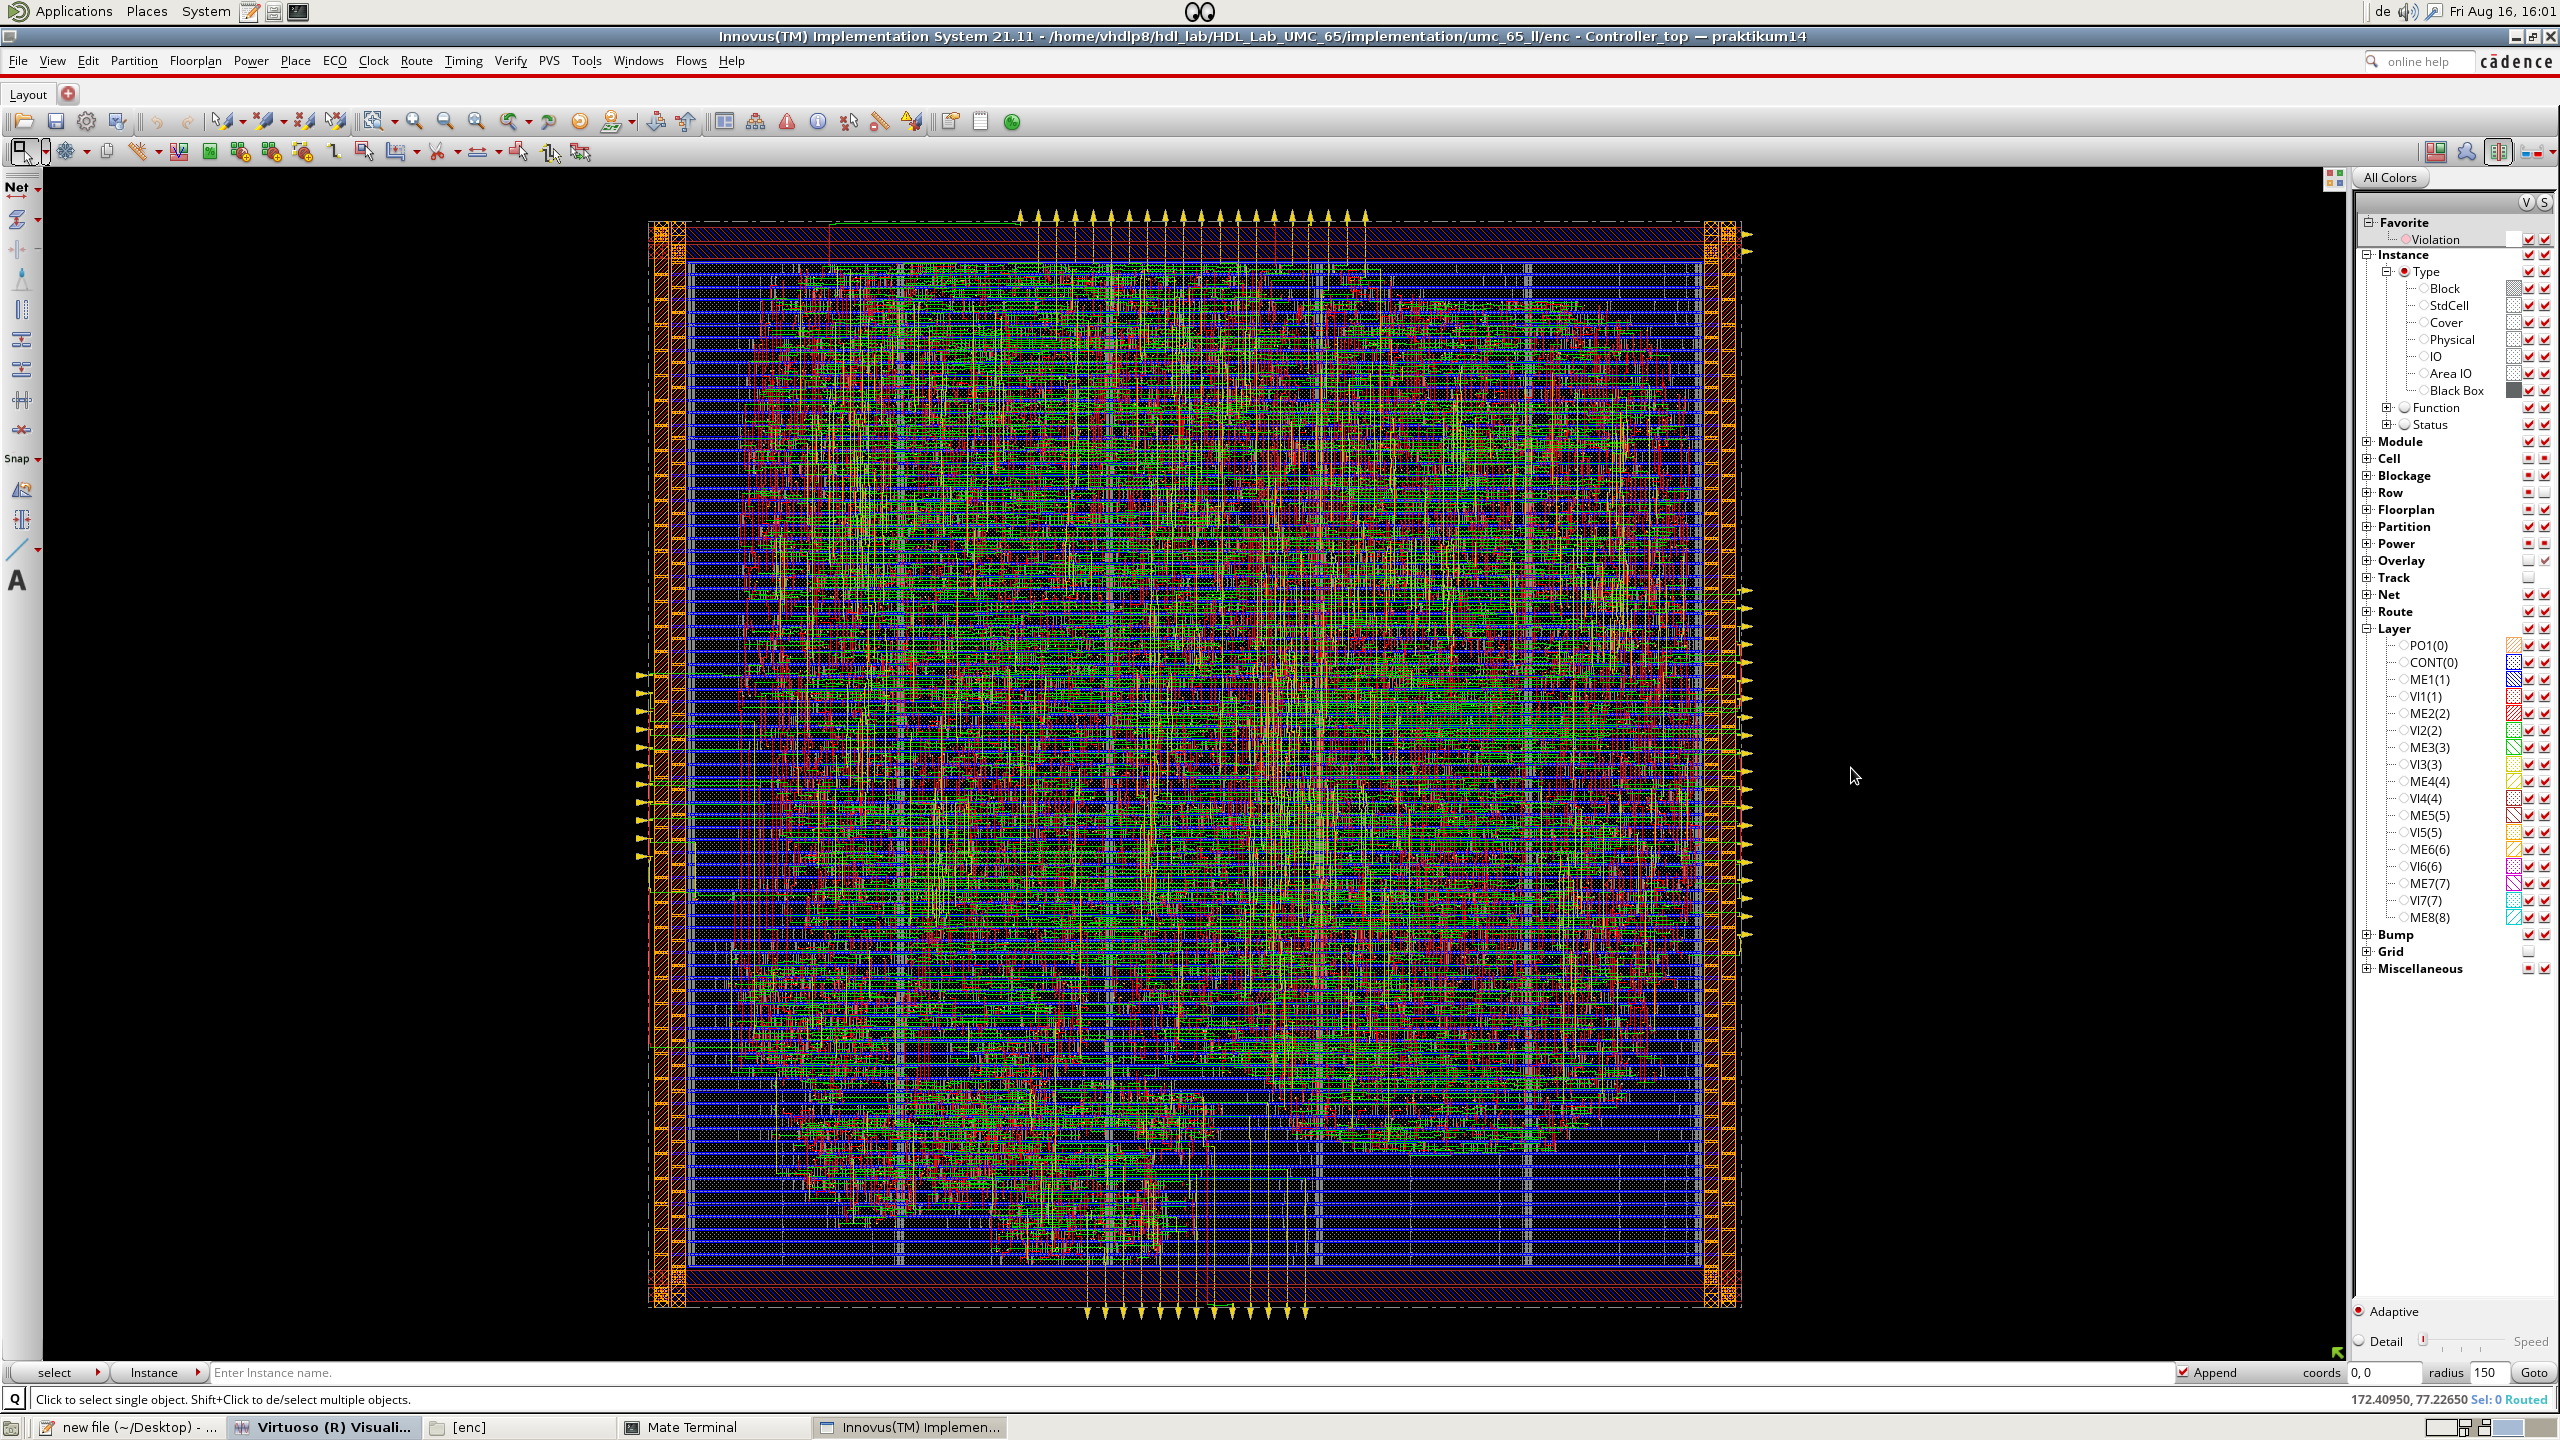 Applications Places System de Fri Aug 16, 16:01
Innovus(TM) Implementation System 21.11 - /home/vhdlp8/hdl_lab/HDL_Lab_UMC_65/implementation/umc_65_ll/enc - Controller_top — praktikum14
File View Edit Partition Floorplan Power Place ECO Clock Route Timing Verify PVS Tools Windows Flows Help online help cādence
Layout
All Colors
Net
V S
Favorite
Violation
Instance
Type
Block
StdCell
Cover
Physical
IO
Area IO
Black Box
Function
Status
Module
Cell
Snap
Blockage
Row
Floorplan
Partition
Power
Overlay
Track
A
Net
Route
Layer
PO1(0)
CONT(0)
ME1(1)
VI1(1)
ME2(2)
VI2(2)
ME3(3)
VI3(3)
ME4(4)
VI4(4)
ME5(5)
VI5(5)
ME6(6)
VI6(6)
ME7(7)
VI7(7)
ME8(8)
Bump
Grid
Miscellaneous
Adaptive
Detail Speed
select Instance Enter Instance name. Append coords 0, 0 radius 150 Goto
Q Click to select single object. Shift+Click to de/select multiple objects. 172.40950, 77.22650 Sel: 0 Routed
new file (~/Desktop) - ... Virtuoso (R) Visuali... [enc] Mate Terminal Innovus(TM) Implemen...